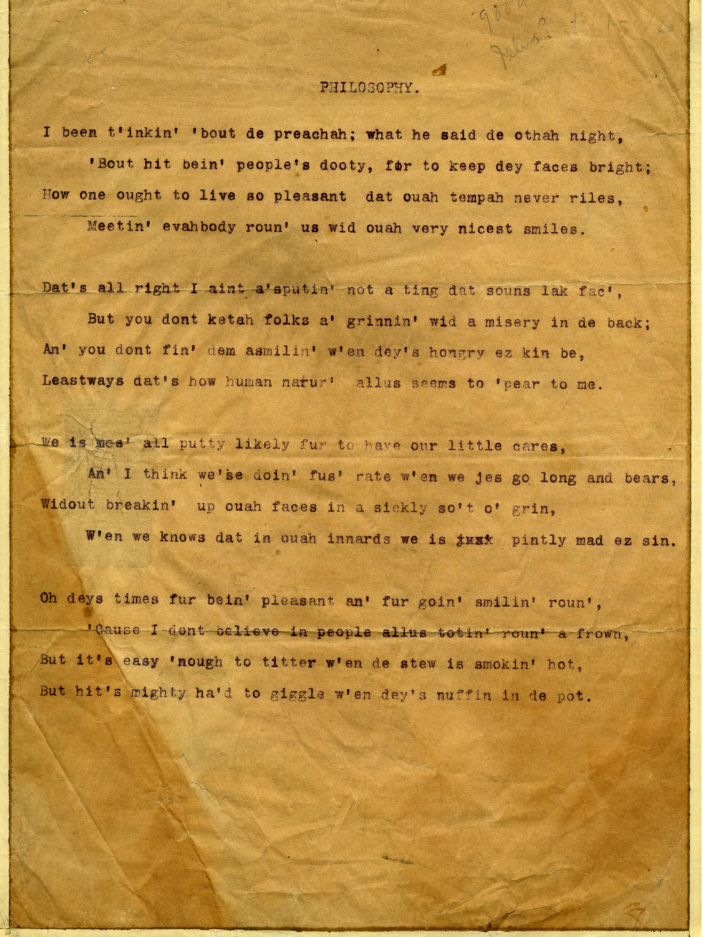 PHILOSOPHY.
I been t'inkin' 'bout de preachah; what he said de othah night,
'Bout hit bein' people's dooty, for to keep dey faces bright;
How one ought to live so pleasant dat ouah tempah never riles,
Meetin' evahbody roun' us wid ouah very nicest smiles.
Dat's all right I aint a'sputin' not a ting dat souns lak fac',
But you dont ketah folks a' grinnin' wid a misery in de back;
An' you dont fin' dem asmilin' w'en dey's hongry ez kin be,
Leastways dat's how human natur' allus seems to 'pear to me.
We is mos' all putty likely fur to have our little cares,
An' I think we'se doin' fus' rate w'en we jes go long and bears,
Widout breakin' up ouah faces in a sickly so't o' grin,
W'en we knows dat in ouah innards we is pintly mad ez sin.
Oh deys times fur bein' pleasant an' fur goin' smilin' roun',
'Cause I dont believe in people allus totin' roun' a frown,
But it's easy 'nough to titter w'en de stew is smokin' hot,
But hit's mighty ha'd to giggle w'en dey's nuffin in de pot.